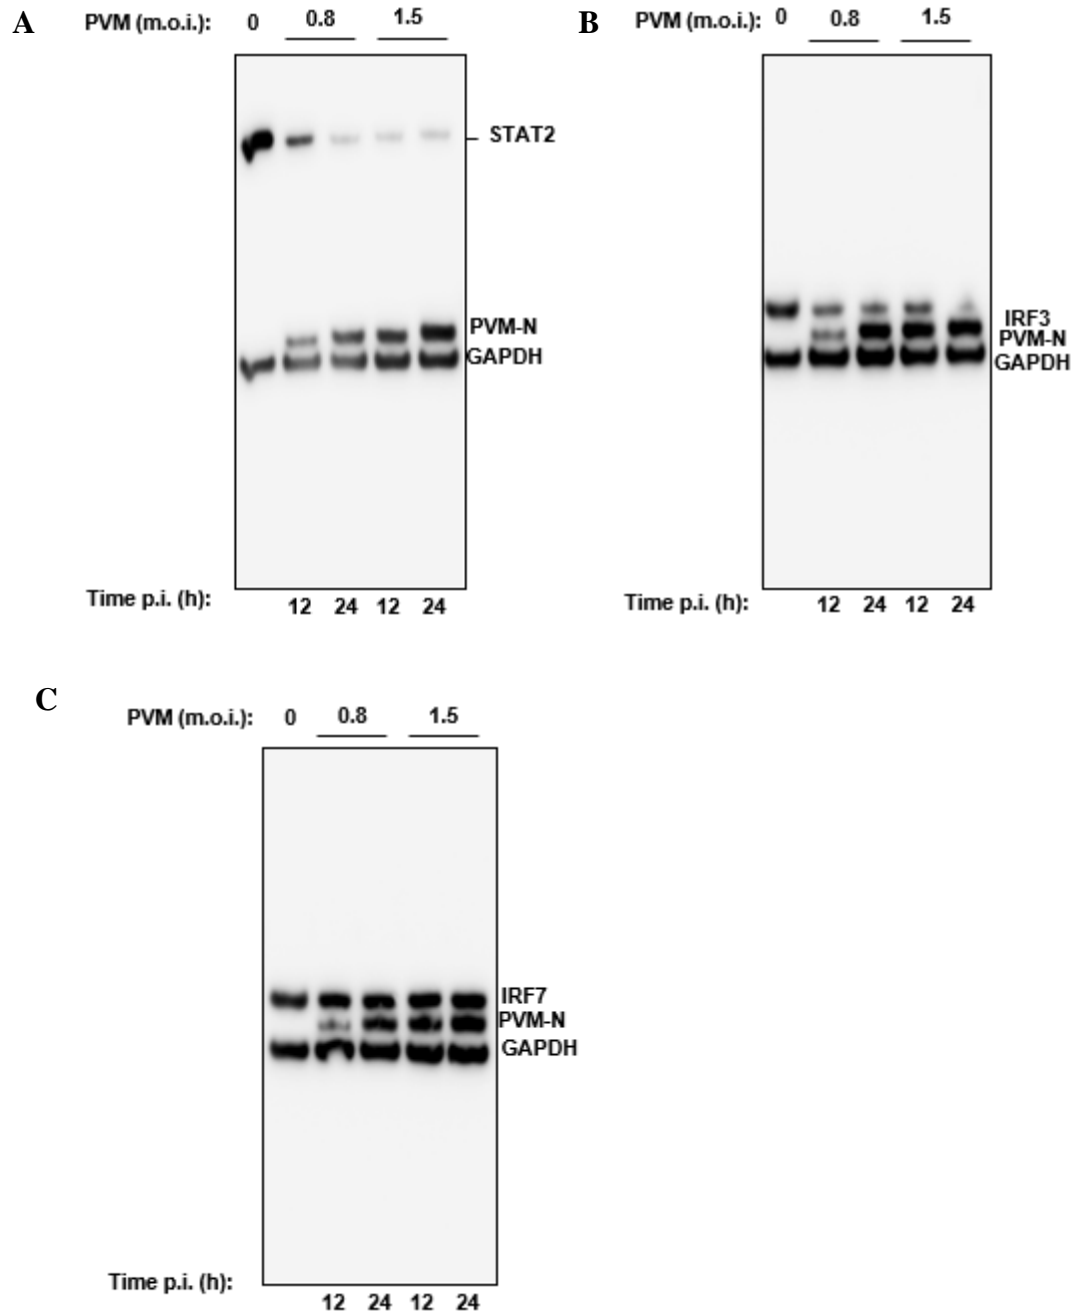 A
PVM (m.o.i.): 0 0.8 1.5
STAT2
PVM-N
GAPDH
Time p.i. (h): 12 24 12 24
B
PVM (m.o.i.): 0 0.8 1.5
IRF3
PVM-N
GAPDH
Time p.i. (h): 12 24 12 24
C
PVM (m.o.i.): 0 0.8 1.5
IRF7
PVM-N
GAPDH
Time p.i. (h): 12 24 12 24